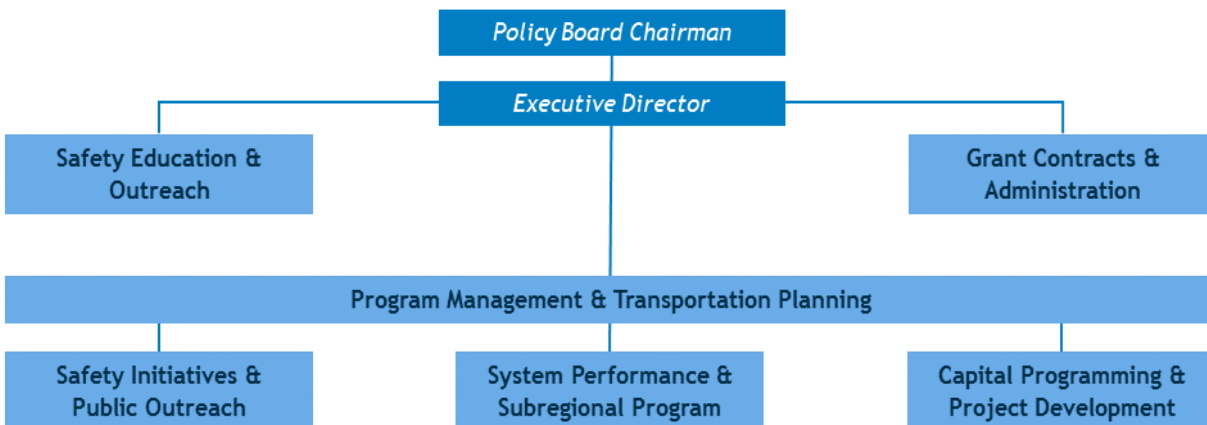 Policy Board Chairman
Executive Director
Safety Education &
Outreach
Grant Contracts &
Administration
Program Management & Transportation Planning
Safety Initiatives &
Public Outreach
System Performance &
Subregional Program
Capital Programming &
Project Development